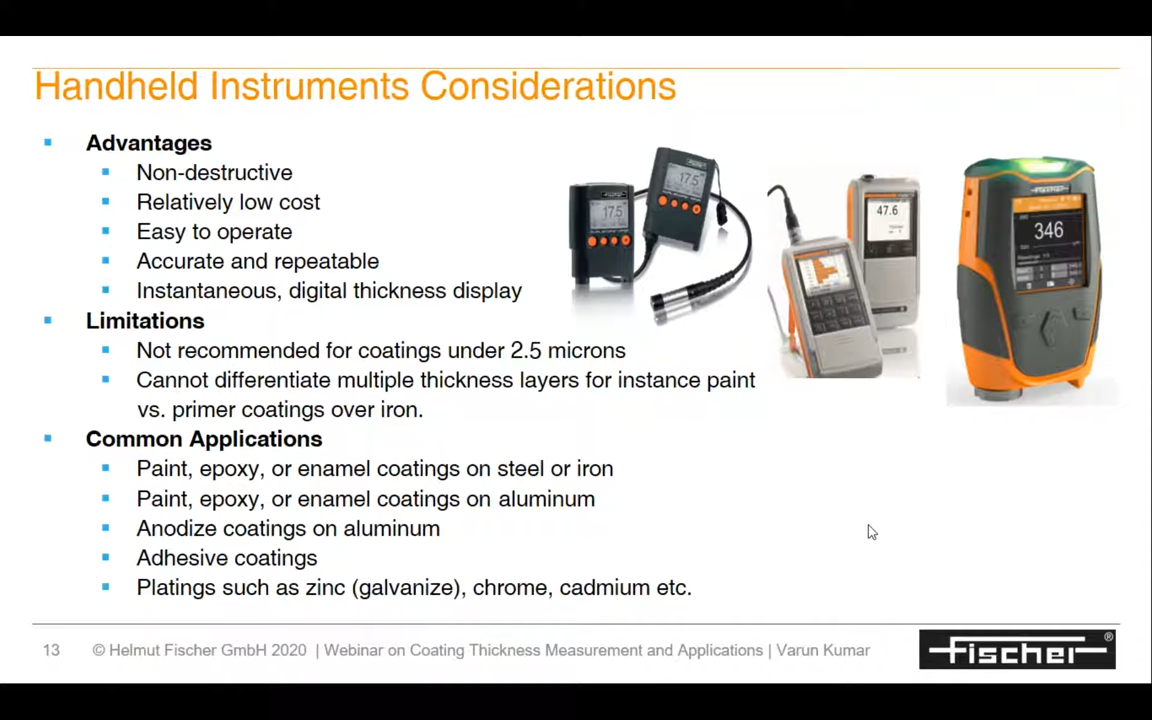 Handheld Instruments Considerations
Advantages
Non-destructive
Relatively low cost
Easy to operate
Accurate and repeatable
Instantaneous, digital thickness display
Limitations
Not recommended for coatings under 2.5 microns
Cannot differentiate multiple thickness layers for instance paint
vs. primer coatings over iron.
Common Applications
Paint, epoxy, or enamel coatings on steel or iron
Paint, epoxy, or enamel coatings on aluminum
Anodize coatings on aluminum
Adhesive coatings
Platings such as zinc (galvanize), chrome, cadmium etc.
17.5
17.5
47.6
346
13 © Helmut Fischer GmbH 2020 | Webinar on Coating Thickness Measurement and Applications | Varun Kumar
fischer®